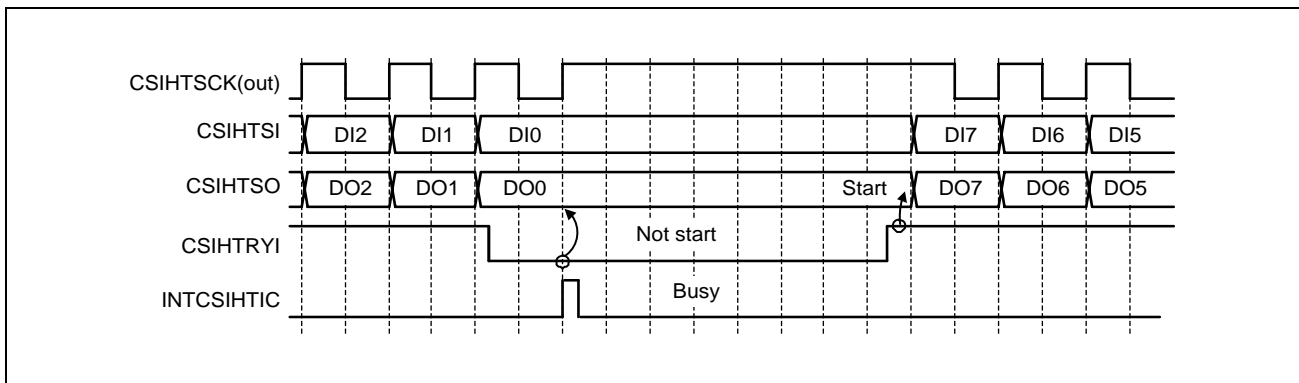 CSIHTSCK(out)
CSIHTSI DI2 DI1 DI0 DI7 DI6 DI5
CSIHTSO DO2 DO1 DO0 Start DO7 DO6 DO5
CSIHTRYI Not start
INTCSIHTIC Busy